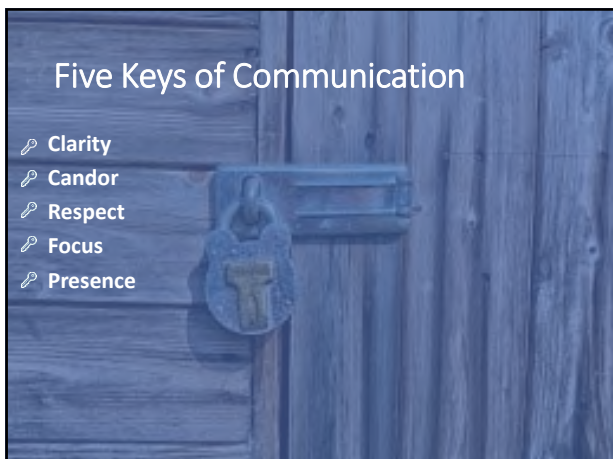 Five Keys of Communication
Clarity
Candor
Respect
Focus
Presence